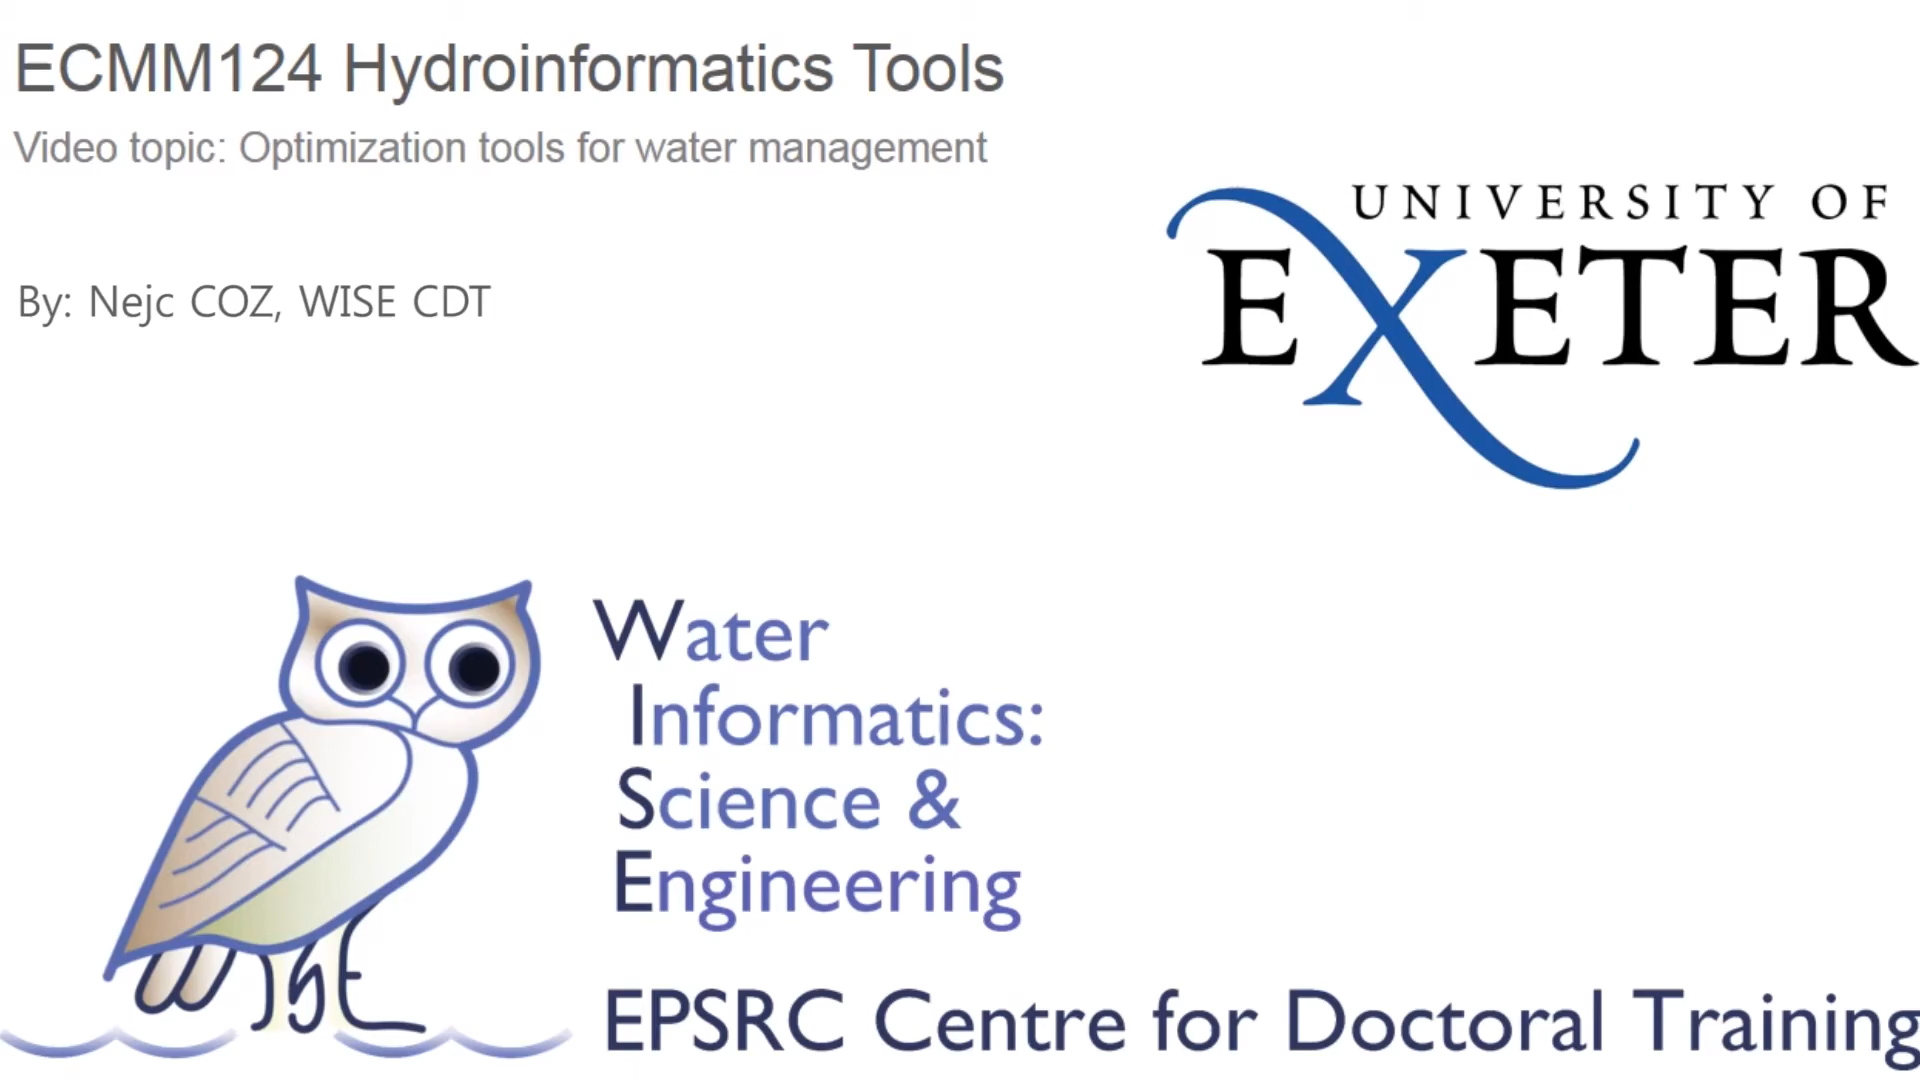 ECMM124 Hydroinformatics Tools
Video topic: Optimization tools for water management
By: Nejc COZ, WISE CDT
UNIVERSITY OF
EXETER
Water
Informatics:
Science &
Engineering
EPSRC Centre for Doctoral Training